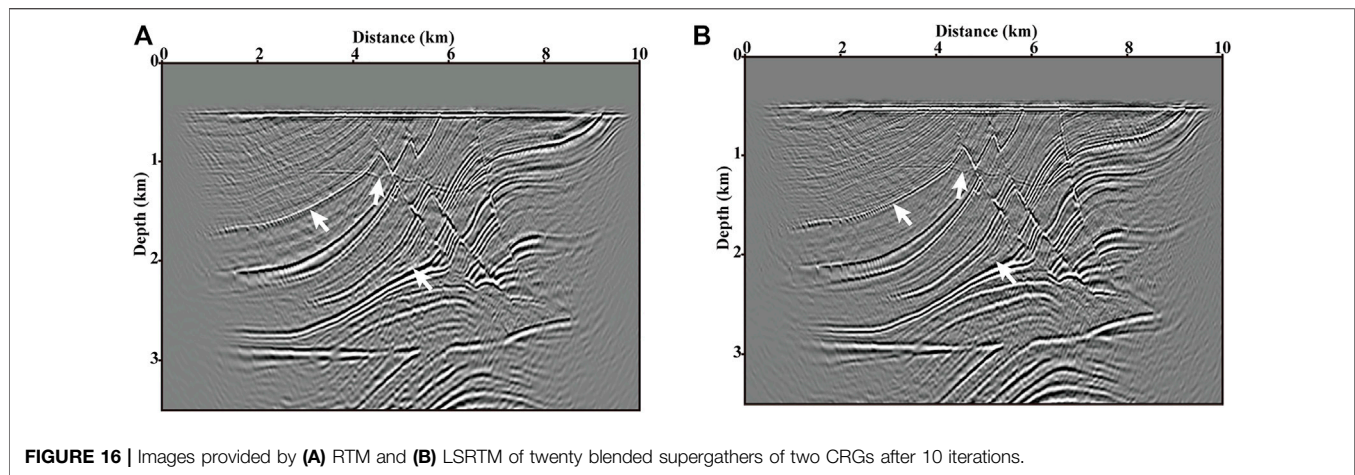 A
Distance (km)
0 2 4 6 8 10
0
1
2
3
Depth (km)
B
Distance (km)
0 2 4 6 8 10
0
1
2
3
Depth (km)
FIGURE 16 | Images provided by (A) RTM and (B) LSRTM of twenty blended supergathers of two CRGs after 10 iterations.